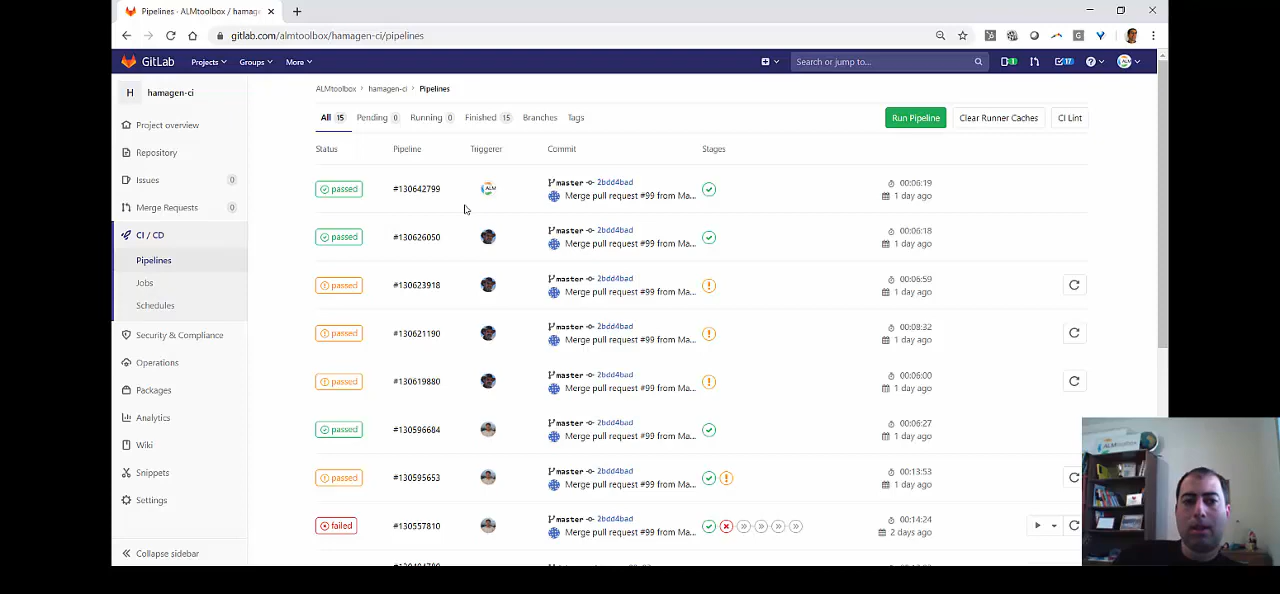 Pipelines · ALMtoolbox / hamage
gitlab.com/almtoolbox/hamagen-ci/pipelines
GitLab Projects Groups More Search or jump to... 1 17
H hamagen-ci
Project overview
Repository
Issues 0
Merge Requests 0
CI / CD
Pipelines
Jobs
Schedules
Security & Compliance
Operations
Packages
Analytics
Wiki
Snippets
Settings
Collapse sidebar
ALMtoolbox > hamagen-ci > Pipelines
All 15 Pending 0 Running 0 Finished 15 Branches Tags Run Pipeline Clear Runner Caches CI Lint
Status Pipeline Triggerer Commit Stages
passed #130642799 ALM master 2bdd4bad 00:06:19
Merge pull request #99 from Ma... 1 day ago
passed #130626050 master 2bdd4bad 00:06:18
Merge pull request #99 from Ma... 1 day ago
passed #130623918 master 2bdd4bad 00:06:59
Merge pull request #99 from Ma... 1 day ago
passed #130621190 master 2bdd4bad 00:08:32
Merge pull request #99 from Ma... 1 day ago
passed #130619880 master 2bdd4bad 00:06:00
Merge pull request #99 from Ma... 1 day ago
passed #130596684 master 2bdd4bad 00:06:27
Merge pull request #99 from Ma... 1 day ago
passed #130595653 master 2bdd4bad 00:13:53
Merge pull request #99 from Ma... 1 day ago
failed #130557810 master 2bdd4bad 00:14:24
Merge pull request #99 from Ma... 2 days ago